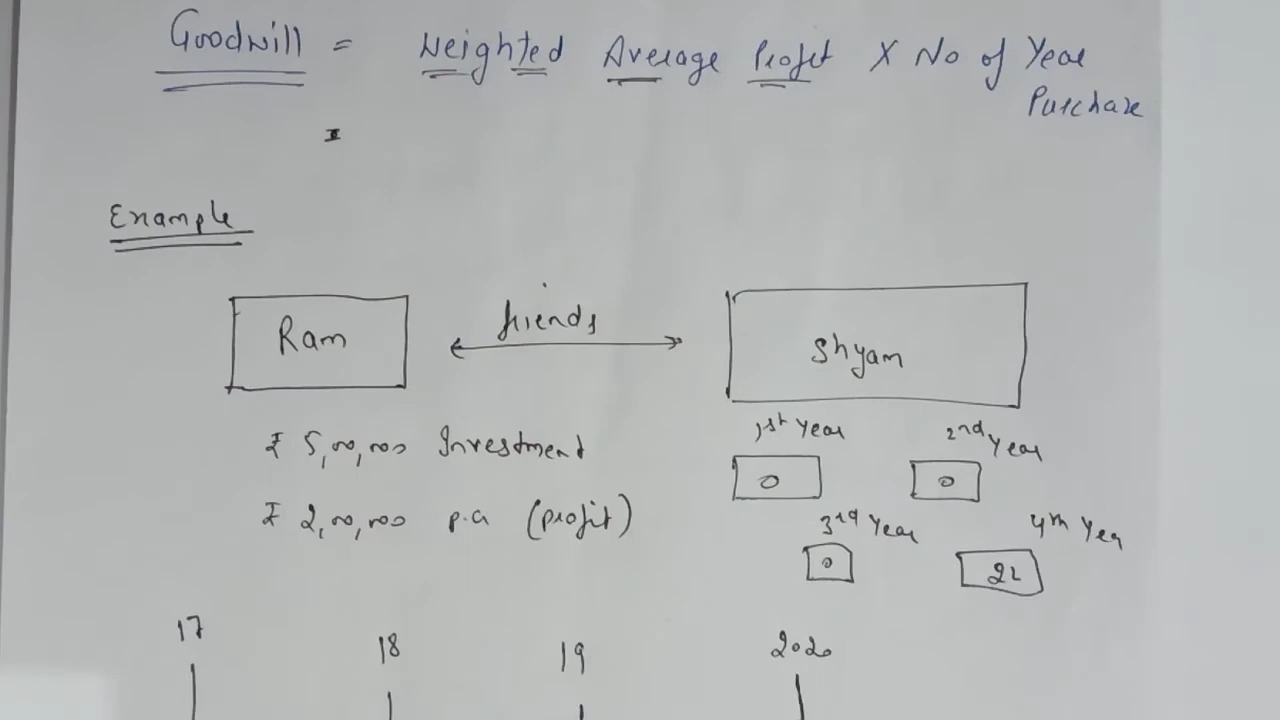 Goodwill = Weighted Average Profit X No of Year
Purchase
Example
Ram
friends
Shyam
₹ 5,00,000 Investment
₹ 2,00,000 p.a (profit)
1st Year
2nd Year
0
0
3rd Year
4th Year
0
2L
17
18
19
2020